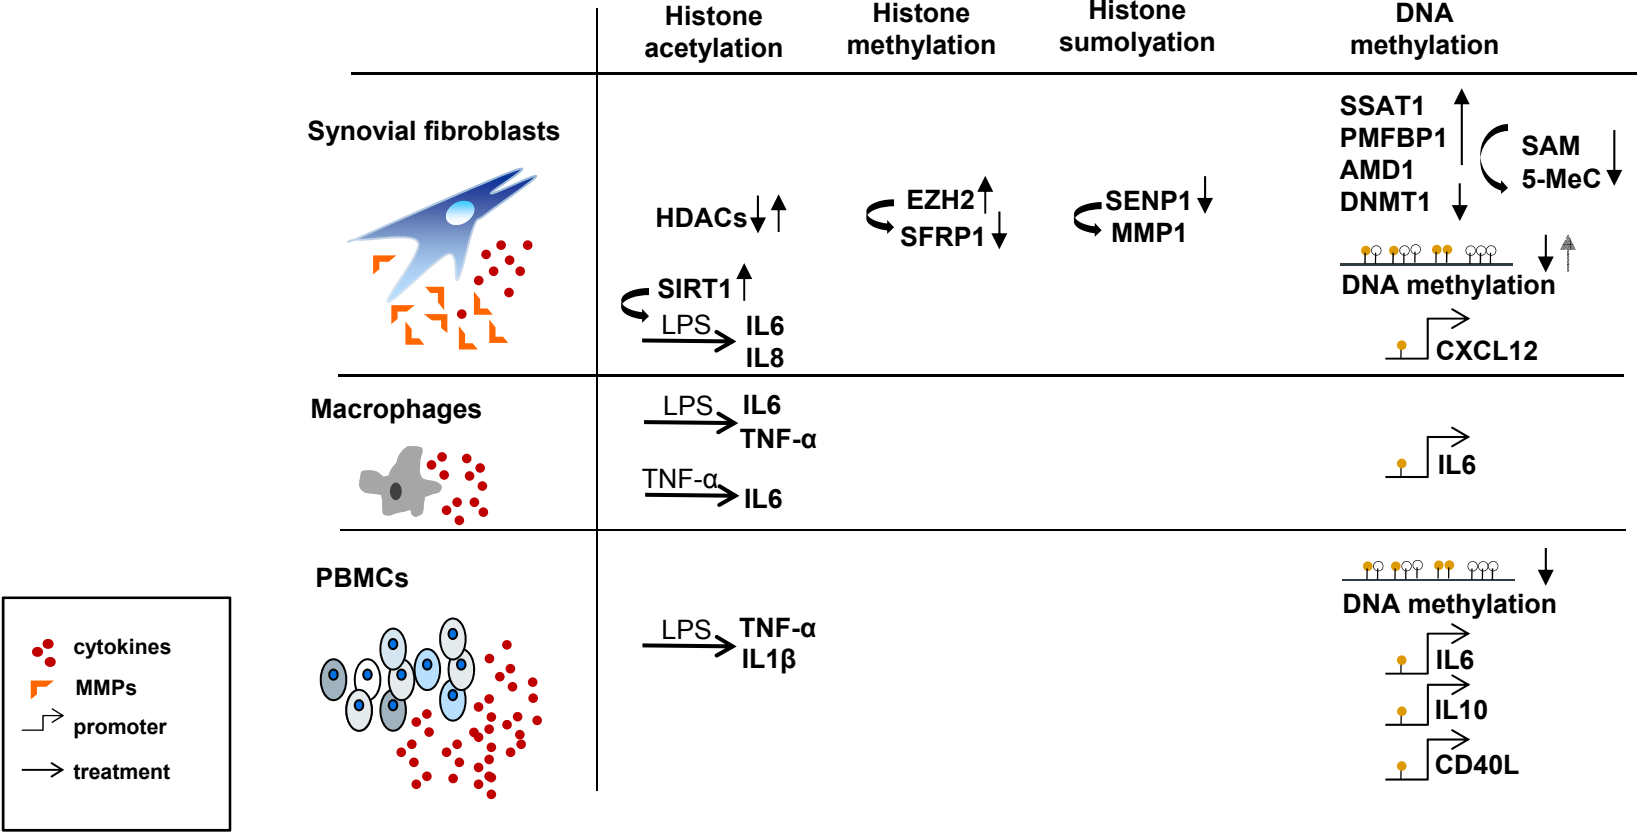 Histone
acetylation
Histone
methylation
Histone
sumolyation
DNA
methylation
Synovial fibroblasts
HDACs
SIRT1
LPS
IL6
IL8
EZH2
SFRP1
SENP1
MMP1
SSAT1
PMFBP1
AMD1
DNMT1
SAM
5-MeC
DNA methylation
CXCL12
Macrophages
LPS
IL6
TNF-α
TNF-α
IL6
IL6
PBMCs
LPS
TNF-α
IL1β
DNA methylation
IL6
IL10
CD40L
cytokines
MMPs
promoter
treatment